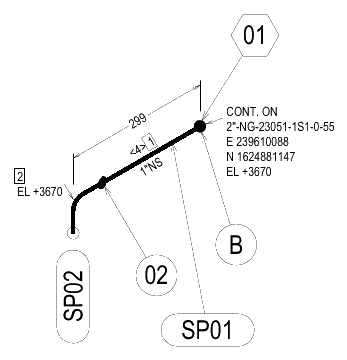 01
CONT. ON
2"-NG-23051-1S1-0-55
E 239610088
N 1624881147
EL +3670
299
<4> 1
1"NS
2
EL +3670
B
02
SP02
SP01